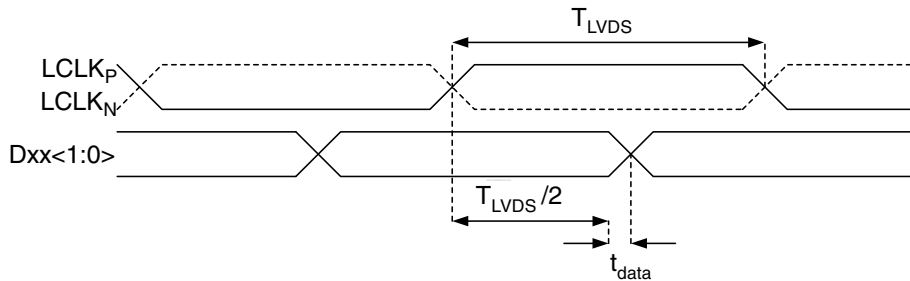 T_LVDS
LCLK_P
LCLK_N
Dxx<1:0>
T_LVDS/2
t_data